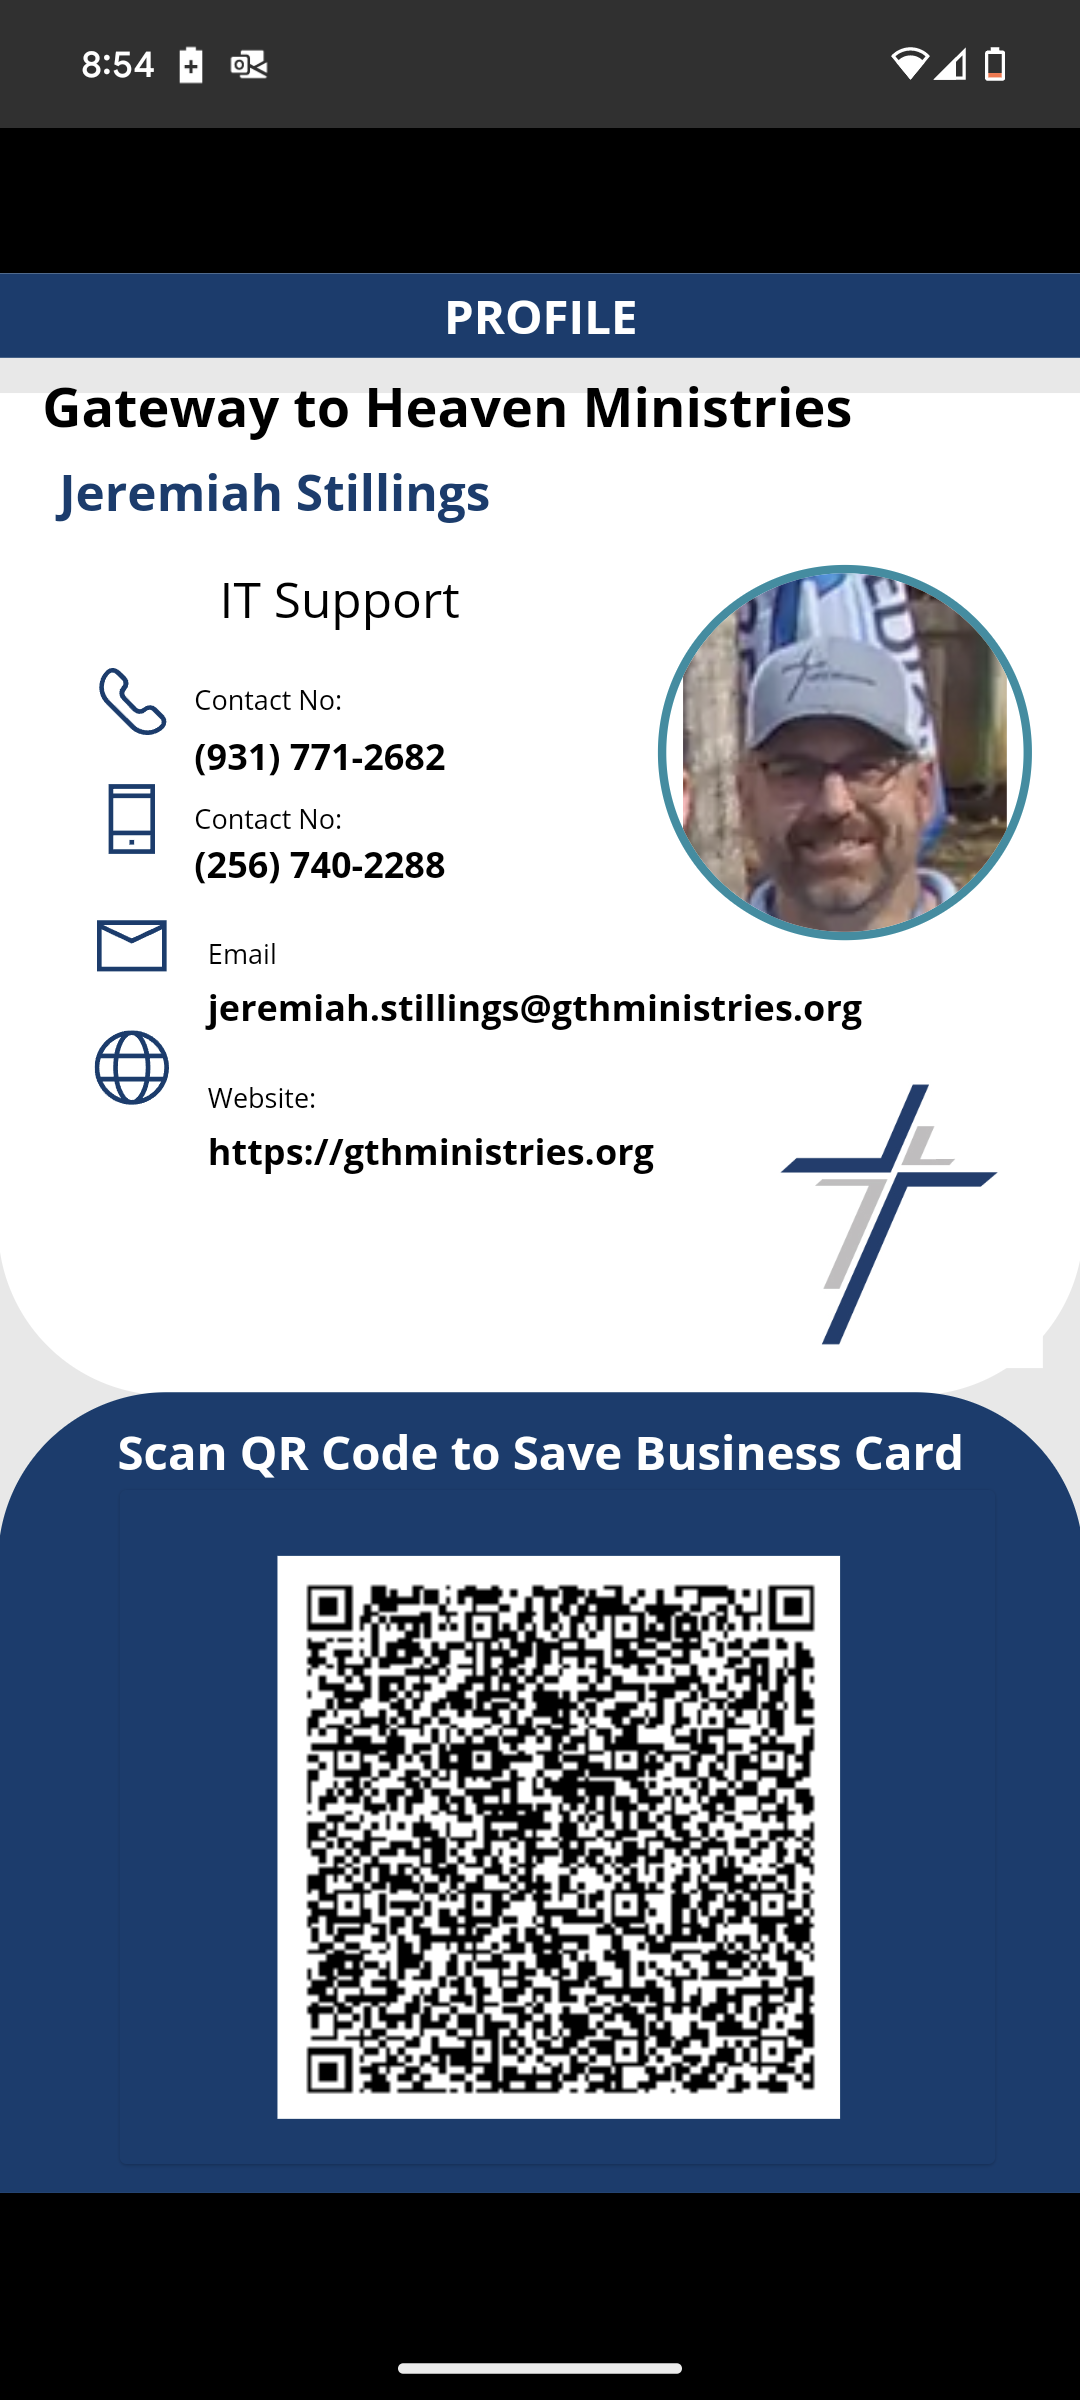 8:54
PROFILE
Gateway to Heaven Ministries
Jeremiah Stillings
IT Support
Contact No:
(931) 771-2682
Contact No:
(256) 740-2288
Email
jeremiah.stillings@gthministries.org
Website:
https://gthministries.org
Scan QR Code to Save Business Card